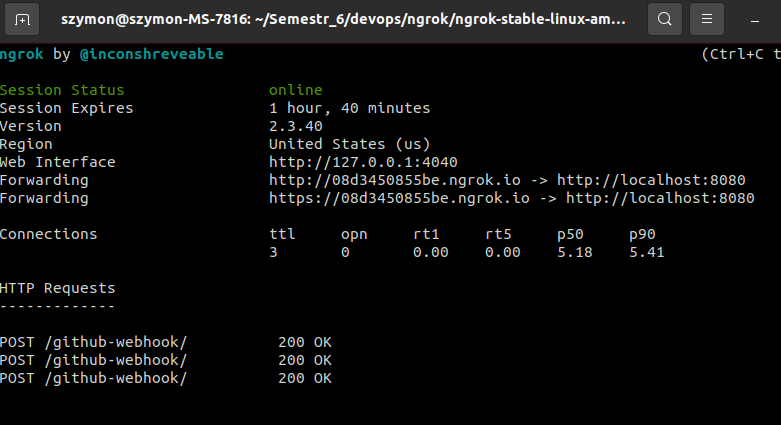 szymon@szymon-MS-7816: ~/Semestr_6/devops/ngrok/ngrok-stable-linux-am...
ngrok by @inconshreveable (Ctrl+C t
Session Status online
Session Expires 1 hour, 40 minutes
Version 2.3.40
Region United States (us)
Web Interface http://127.0.0.1:4040
Forwarding http://08d3450855be.ngrok.io -> http://localhost:8080
Forwarding https://08d3450855be.ngrok.io -> http://localhost:8080
Connections ttl opn rt1 rt5 p50 p90
3 0 0.00 0.00 5.18 5.41
HTTP Requests
-------------
POST /github-webhook/ 200 OK
POST /github-webhook/ 200 OK
POST /github-webhook/ 200 OK